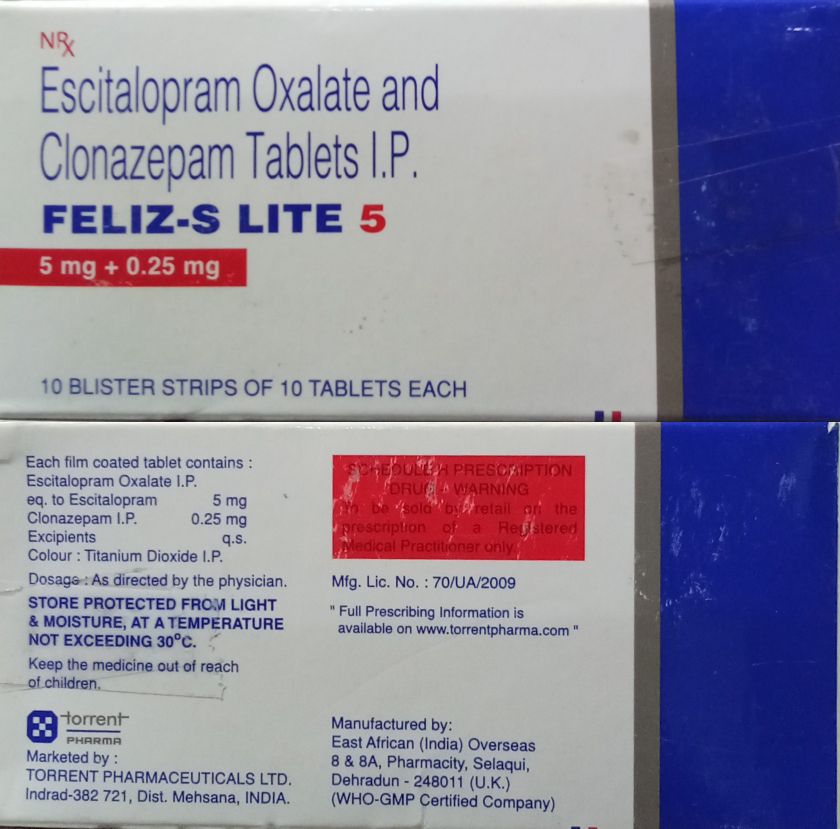 NRx
Escitalopram Oxalate and
Clonazepam Tablets I.P.
FELIZ-S LITE 5
5 mg + 0.25 mg
10 BLISTER STRIPS OF 10 TABLETS EACH
Each film coated tablet contains :
Escitalopram Oxalate I.P.
eq. to Escitalopram 5 mg
Clonazepam I.P. 0.25 mg
Excipients q.s.
Colour : Titanium Dioxide I.P.
Dosage : As directed by the physician.
STORE PROTECTED FROM LIGHT
& MOISTURE, AT A TEMPERATURE
NOT EXCEEDING 30°C.
Keep the medicine out of reach
of children.
torrent
PHARMA
Marketed by :
TORRENT PHARMACEUTICALS LTD.
Indrad-382 721, Dist. Mehsana, INDIA.
SCHEDULE H PRESCRIPTION
DRUG - WARNING
To be sold by retail on the
prescription of a Registered
Medical Practitioner only.
Mfg. Lic. No. : 70/UA/2009
" Full Prescribing Information is
available on www.torrentpharma.com "
Manufactured by:
East African (India) Overseas
8 & 8A, Pharmacity, Selaqui,
Dehradun - 248011 (U.K.)
(WHO-GMP Certified Company)